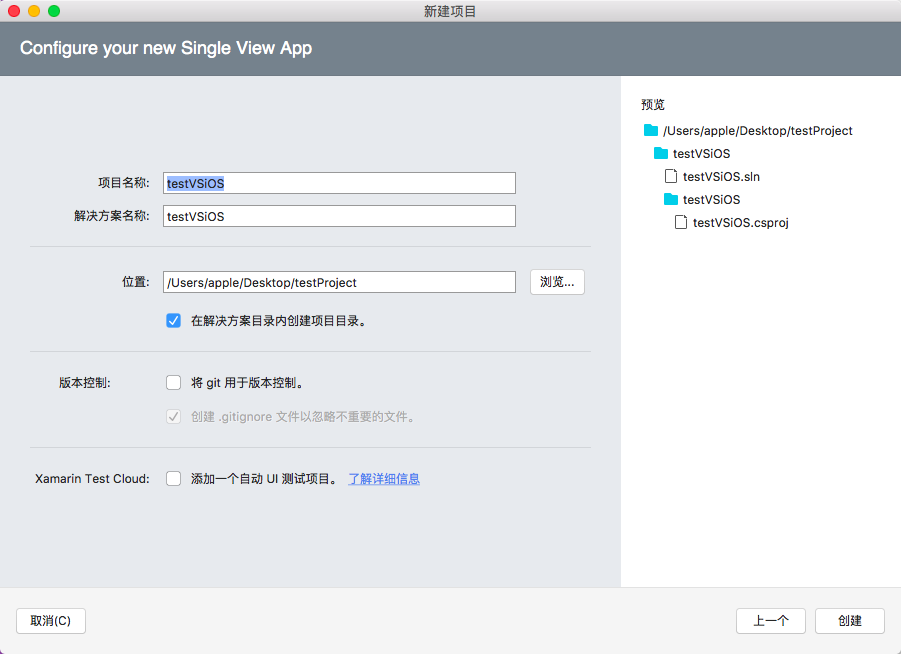 新建项目
Configure your new Single View App
项目名称: testVSiOS
解决方案名称: testVSiOS
位置: /Users/apple/Desktop/testProject 浏览...
在解决方案目录内创建项目目录。
版本控制: 将 git 用于版本控制。
创建 .gitignore 文件以忽略不重要的文件。
Xamarin Test Cloud: 添加一个自动 UI 测试项目。 了解详细信息
预览
/Users/apple/Desktop/testProject
testVSiOS
testVSiOS.sln
testVSiOS
testVSiOS.csproj
取消(C) 上一个 创建